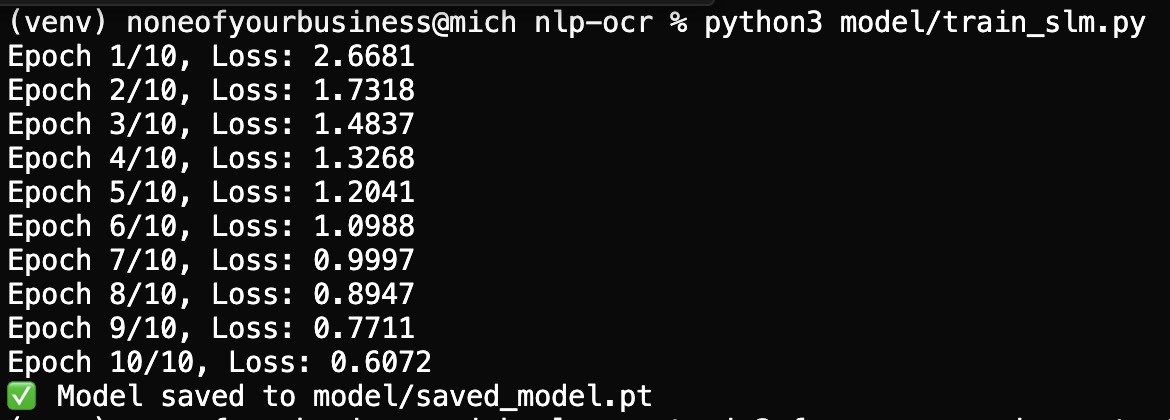 (venv) noneofyourbusiness@mich nlp-ocr % python3 model/train_slm.py
Epoch 1/10, Loss: 2.6681
Epoch 2/10, Loss: 1.7318
Epoch 3/10, Loss: 1.4837
Epoch 4/10, Loss: 1.3268
Epoch 5/10, Loss: 1.2041
Epoch 6/10, Loss: 1.0988
Epoch 7/10, Loss: 0.9997
Epoch 8/10, Loss: 0.8947
Epoch 9/10, Loss: 0.7711
Epoch 10/10, Loss: 0.6072
✅ Model saved to model/saved_model.pt